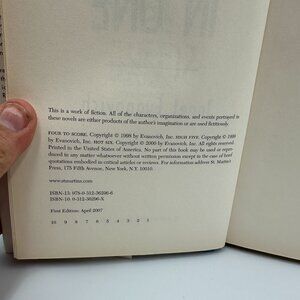 This is a work of fiction. All of the characters, organizations, and events portrayed in
these novels are either products of the author's imagination or are used fictitiously.
FOUR TO SCORE. Copyright © 1998 by Evanovich, Inc. HIGH FIVE. Copyright © 1999
by Evanovich, Inc. HOT SIX. Copyright © 2000 by Evanovich, Inc. All rights reserved.
Printed in the United States of America. No part of this book may be used or repro-
duced in any matter whatsoever without written permission except in the case of brief
quotations embodied in critical articles or reviews. For information address St. Martin's
Press, 175 Fifth Avenue, New York, N.Y. 10010.
www.stmartins.com
ISBN-13: 978-0-312-36296-6
ISBN-10: 0-312-36296-X
First Edition: April 2007
10 9 8 7 6 5 4 3 2 1